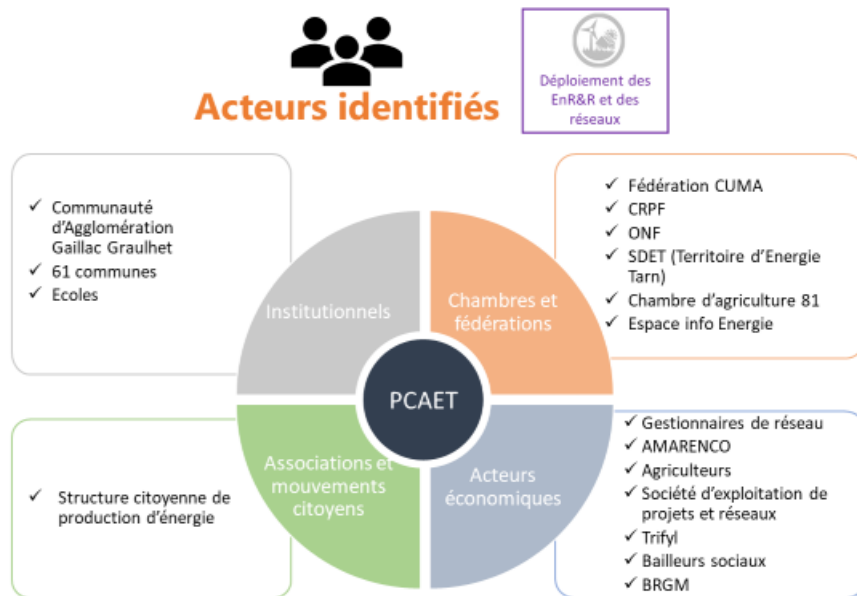 Acteurs identifiés
Déploiement des
EnR&R et des
réseaux
✓ Communauté
d'Agglomération
Gaillac Graulhet
✓ 61 communes
✓ Ecoles
✓ Fédération CUMA
✓ CRPF
✓ ONF
✓ SDET (Territoire d'Energie
Tarn)
✓ Chambre d'agriculture 81
✓ Espace info Energie
Institutionnels
Chambres et
fédérations
PCAET
Associations et
mouvements
citoyens
Acteurs
économiques
✓ Structure citoyenne de
production d'énergie
✓ Gestionnaires de réseau
✓ AMARENCO
✓ Agriculteurs
✓ Société d'exploitation de
projets et réseaux
✓ Trifyl
✓ Bailleurs sociaux
✓ BRGM